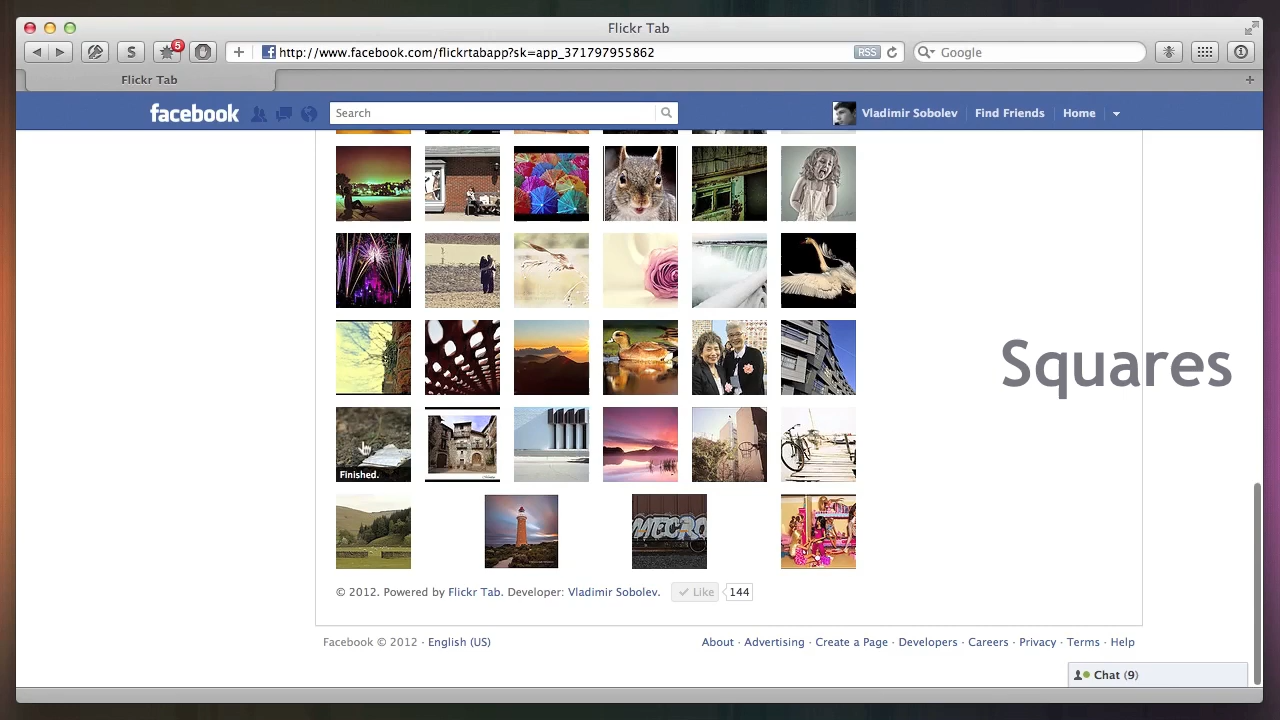 Flickr Tab
S
5
http://www.facebook.com/flickrtabapp?sk=app_371797955862
RSS
Google
Flickr Tab
facebook
Search
Vladimir Sobolev
Find Friends
Home
Squares
Finished.
MECRO
© 2012. Powered by Flickr Tab. Developer: Vladimir Sobolev.
Like
144
Facebook © 2012 · English (US)
About · Advertising · Create a Page · Developers · Careers · Privacy · Terms · Help
Chat (9)